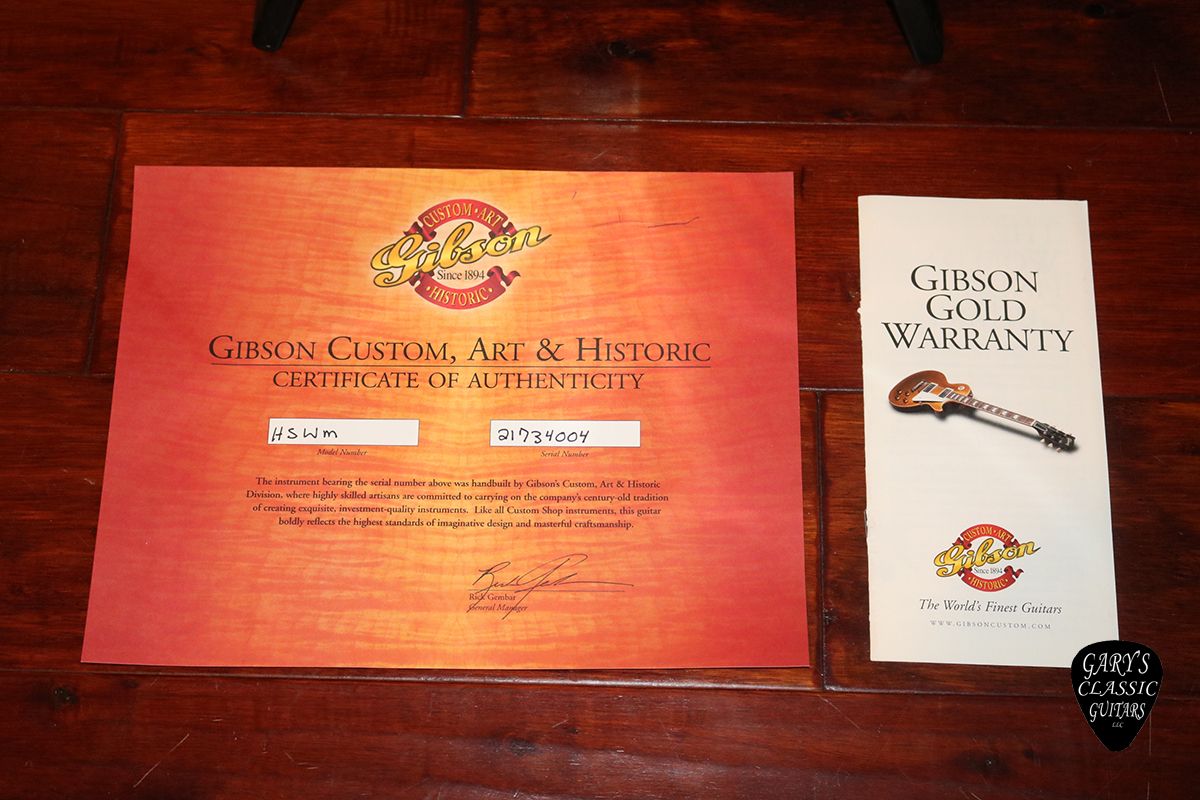 CUSTOM · ART
Gibson
Since 1894
· HISTORIC ·
GIBSON CUSTOM, ART & HISTORIC
CERTIFICATE OF AUTHENTICITY
HSWM
21734004
Model Number
Serial Number
The instrument bearing the serial number above was handbuilt by Gibson's Custom, Art & Historic
Division, where highly skilled artisans are committed to carrying on the company's century-old tradition
of creating exquisite, investment-quality instruments. Like all Custom Shop instruments, this guitar
boldly reflects the highest standards of imaginative design and masterful craftsmanship.
Rick Gembar
General Manager
GIBSON
GOLD
WARRANTY
CUSTOM · ART
Gibson
Since 1894
· HISTORIC ·
The World's Finest Guitars
WWW.GIBSONCUSTOM.COM
GARY'S
CLASSIC
GUITARS
LLC